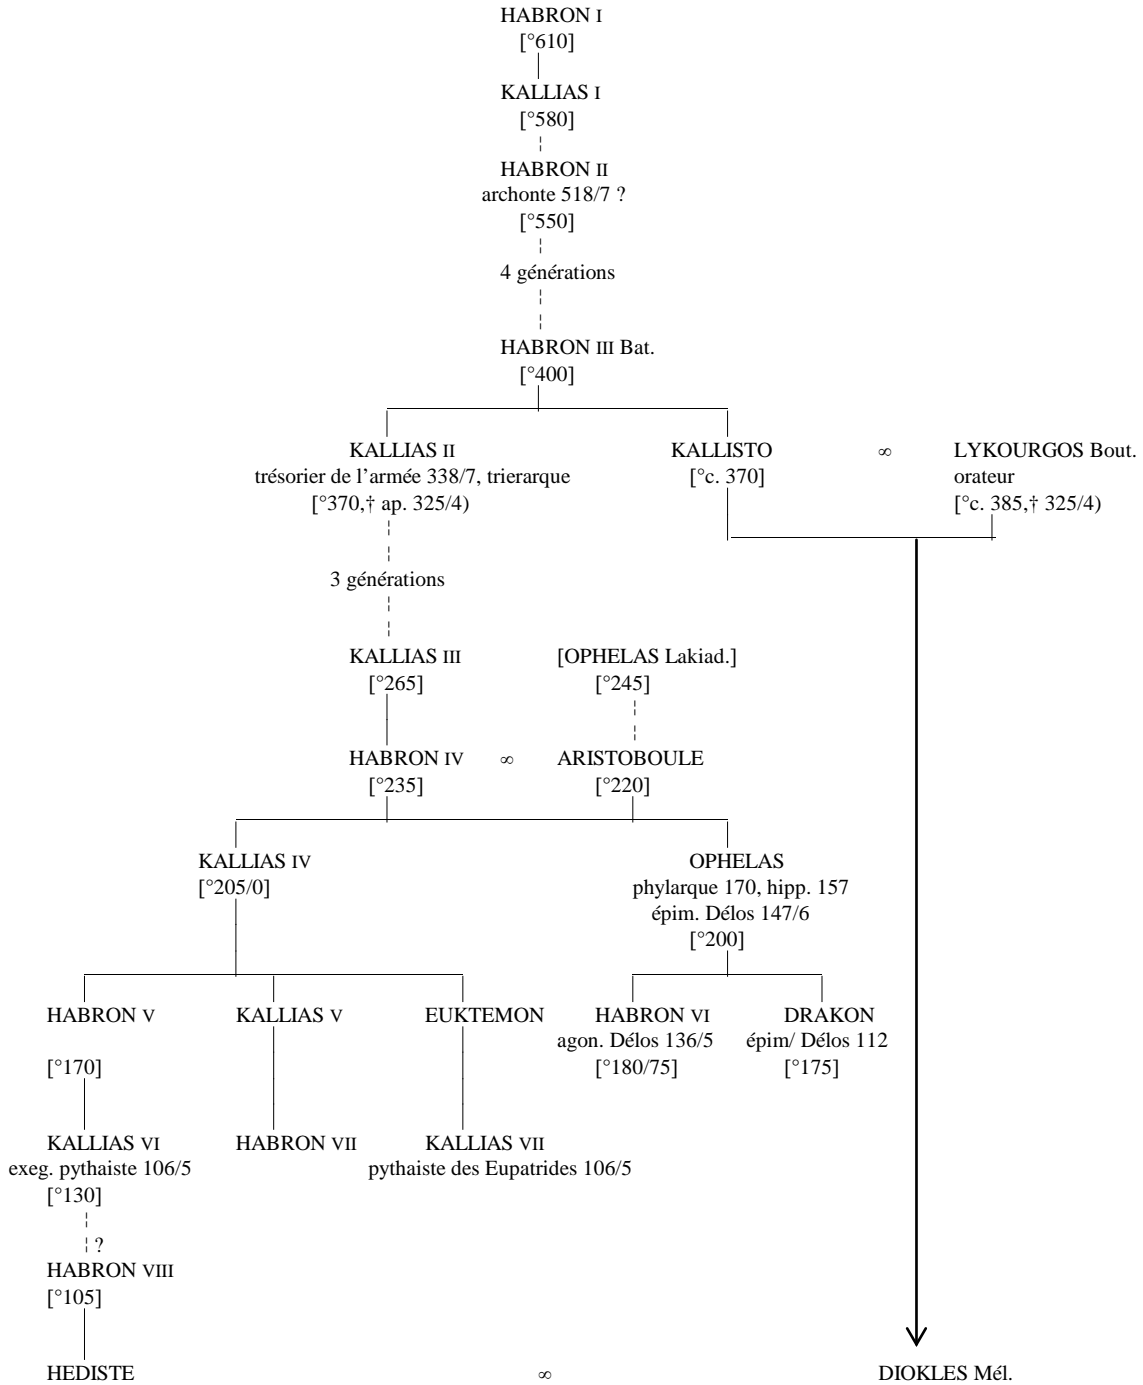 HABRON I
[°610]
KALLIAS I
[°580]
HABRON II
archonte 518/7 ?
[°550]
4 générations
HABRON III Bat.
[°400]
KALLIAS II KALLISTO ∞ LYKOURGOS Bout.
trésorier de l'armée 338/7, trierarque [°c. 370] orateur
[°370,† ap. 325/4) [°c. 385,† 325/4)
3 générations
KALLIAS III [OPHELAS Lakiad.]
[°265] [°245]
HABRON IV ∞ ARISTOBOULE
[°235] [°220]
KALLIAS IV OPHELAS
[°205/0] phylarque 170, hipp. 157
épim. Délos 147/6
[°200]
HABRON V KALLIAS V EUKTEMON HABRON VI DRAKON
agon. Délos 136/5 épim/ Délos 112
[°170] [°180/75] [°175]
KALLIAS VI HABRON VII KALLIAS VII
exeg. pythaiste 106/5 pythaiste des Eupatrides 106/5
[°130]
?
HABRON VIII
[°105]
HEDISTE ∞ DIOKLES Mél.